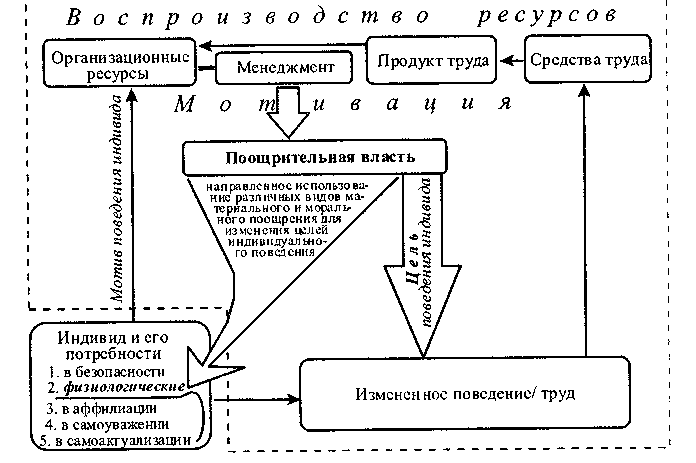 Воспроизводство ресурсов
Организационные
ресурсы
Менеджмент
Продукт труда
Средства труда
Мотивация
Мотив поведения индивида
Поощрительная власть
направленное использова-
ние различных видов ма-
териального и мораль-
ного поощрения для
изменения целей
индивидуально-
го поведения
Цель
поведения индивида
Индивид и его
потребности
1. в безопасности
2. физиологические
3. в аффилиации
4. в самоуважении
5. в самоактуализации
Измененное поведение/ труд